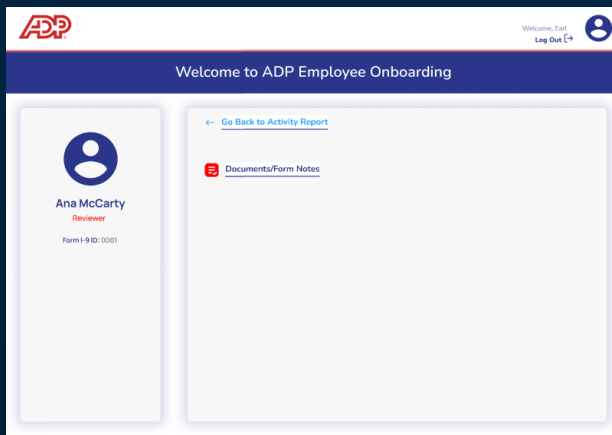 ADP
Welcome, Earl
Log Out
Welcome to ADP Employee Onboarding
Ana McCarty
Reviewer
Form I-9 ID: 0001
Go Back to Activity Report
Documents/Form Notes